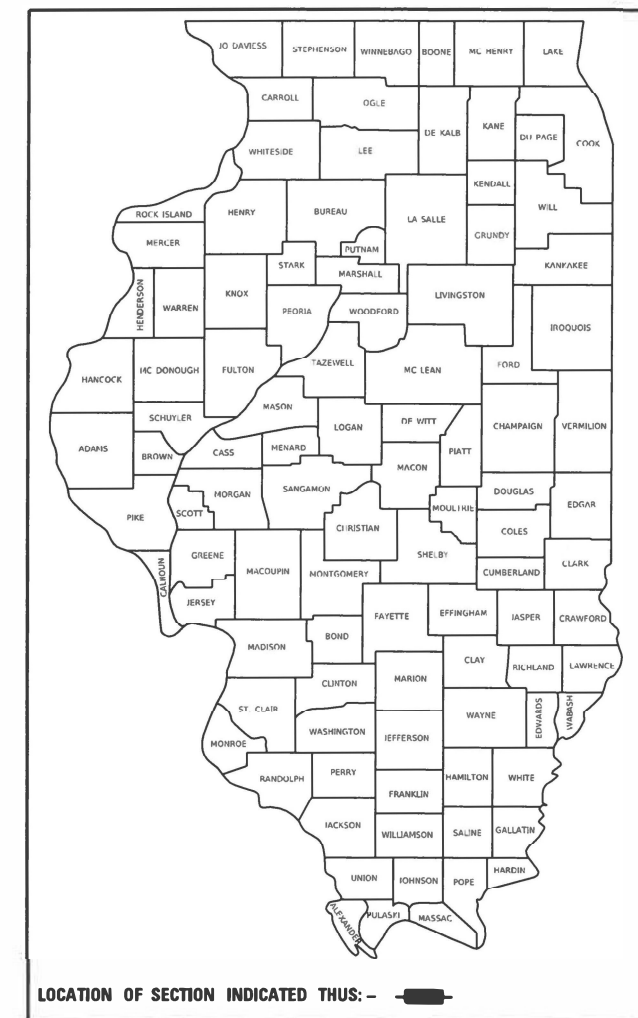 JO DAVIESS STEPHENSON WINNEBAGO BOONE MC HENRY LAKE
CARROLL OGLE DE KALB KANE DU PAGE COOK
WHITESIDE LEE
KENDALL
ROCK ISLAND HENRY BUREAU LA SALLE GRUNDY WILL
MERCER PUTNAM
STARK MARSHALL KANKAKEE
HENDERSON WARREN KNOX PEORIA WOODFORD LIVINGSTON IROQUOIS
HANCOCK MC DONOUGH FULTON TAZEWELL MC LEAN FORD
MASON
SCHUYLER LOGAN DE WITT CHAMPAIGN VERMILION
ADAMS BROWN CASS MENARD MACON PIATT
PIKE SCOTT MORGAN SANGAMON MOULTRIE DOUGLAS EDGAR
CHRISTIAN COLES
CALHOUN GREENE MACOUPIN MONTGOMERY SHELBY CUMBERLAND CLARK
JERSEY FAYETTE EFFINGHAM JASPER CRAWFORD
MADISON BOND CLAY RICHLAND LAWRENCE
CLINTON MARION
ST. CLAIR WAYNE EDWARDS WABASH
MONROE WASHINGTON JEFFERSON
RANDOLPH PERRY HAMILTON WHITE
FRANKLIN
JACKSON WILLIAMSON SALINE GALLATIN
UNION JOHNSON POPE HARDIN
ALEXANDER PULASKI MASSAC
LOCATION OF SECTION INDICATED THUS: –